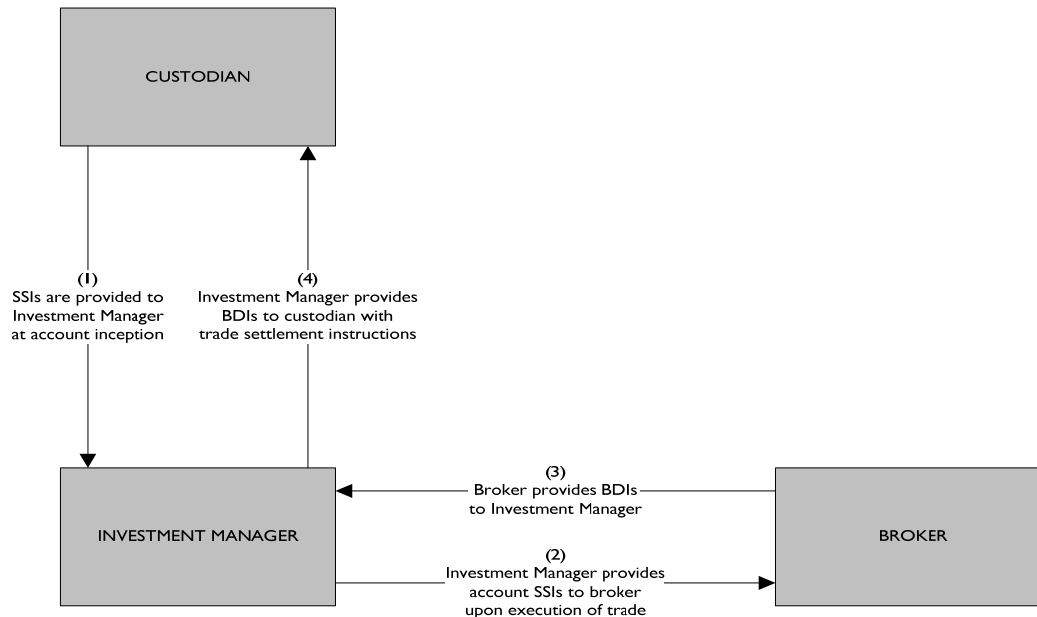 CUSTODIAN
(1)
SSIs are provided to
Investment Manager
at account inception
(4)
Investment Manager provides
BDIs to custodian with
trade settlement instructions
(3)
Broker provides BDIs
to Investment Manager
INVESTMENT MANAGER
BROKER
(2)
Investment Manager provides
account SSIs to broker
upon execution of trade